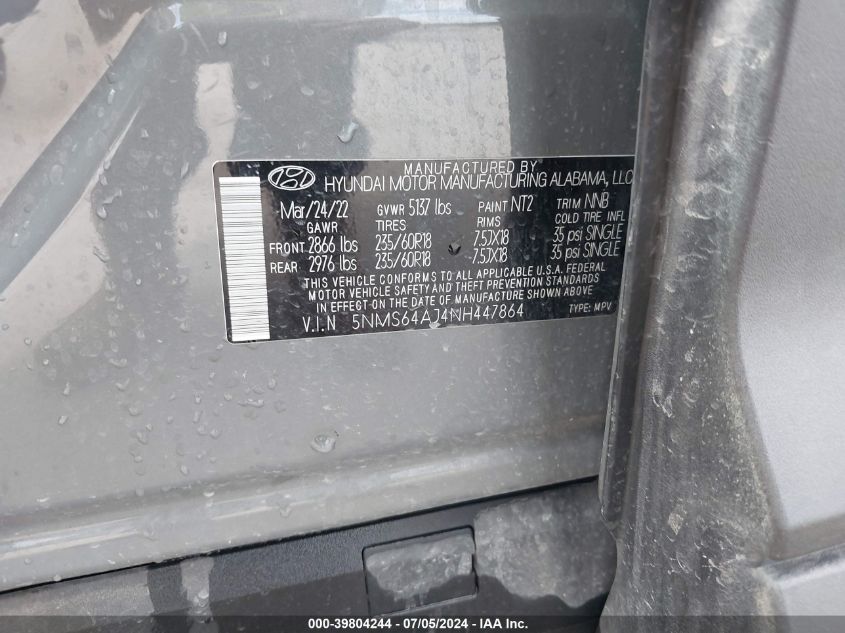 MANUFACTURED BY
HYUNDAI MOTOR MANUFACTURING ALABAMA, LLC
Mar/24/22 GVWR 5137 lbs PAINT NT2 TRIM NNB
GAWR TIRES RIMS COLD TIRE INFL
FRONT 2866 lbs 235/60R18 7.5JX18 35 psi SINGLE
REAR 2976 lbs 235/60R18 7.5JX18 35 psi SINGLE
THIS VEHICLE CONFORMS TO ALL APPLICABLE U.S.A. FEDERAL
MOTOR VEHICLE SAFETY AND THEFT PREVENTION STANDARDS
IN EFFECT ON THE DATE OF MANUFACTURE SHOWN ABOVE.
V.I.N 5NMS64AJ4NH447864 TYPE: MPV
000-39804244 - 07/05/2024 - IAA Inc.